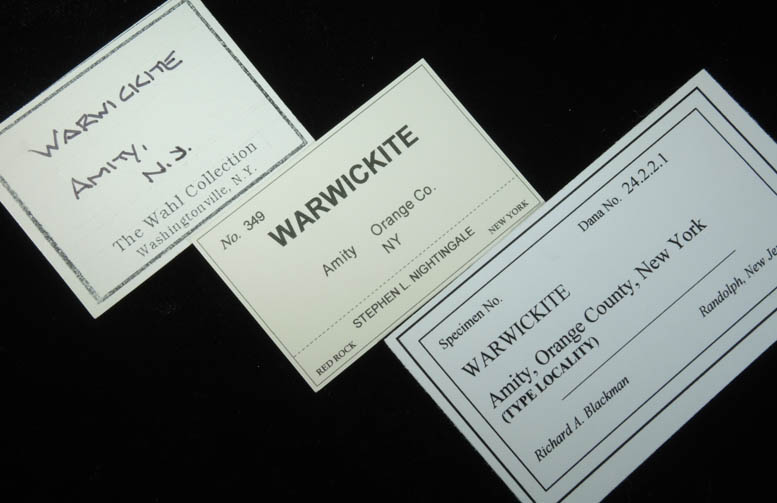 WARWICKITE
AMITY,
N.Y.
The Wahl Collection
Washingtonville, N.Y.
No. 349
WARWICKITE
Amity Orange Co.
NY
STEPHEN L. NIGHTINGALE
RED ROCK NEW YORK
Specimen No. Dana No. 24.2.2.1
WARWICKITE
Amity, Orange County, New York
(TYPE LOCALITY)
Richard A. Blackman Randolph, New Je